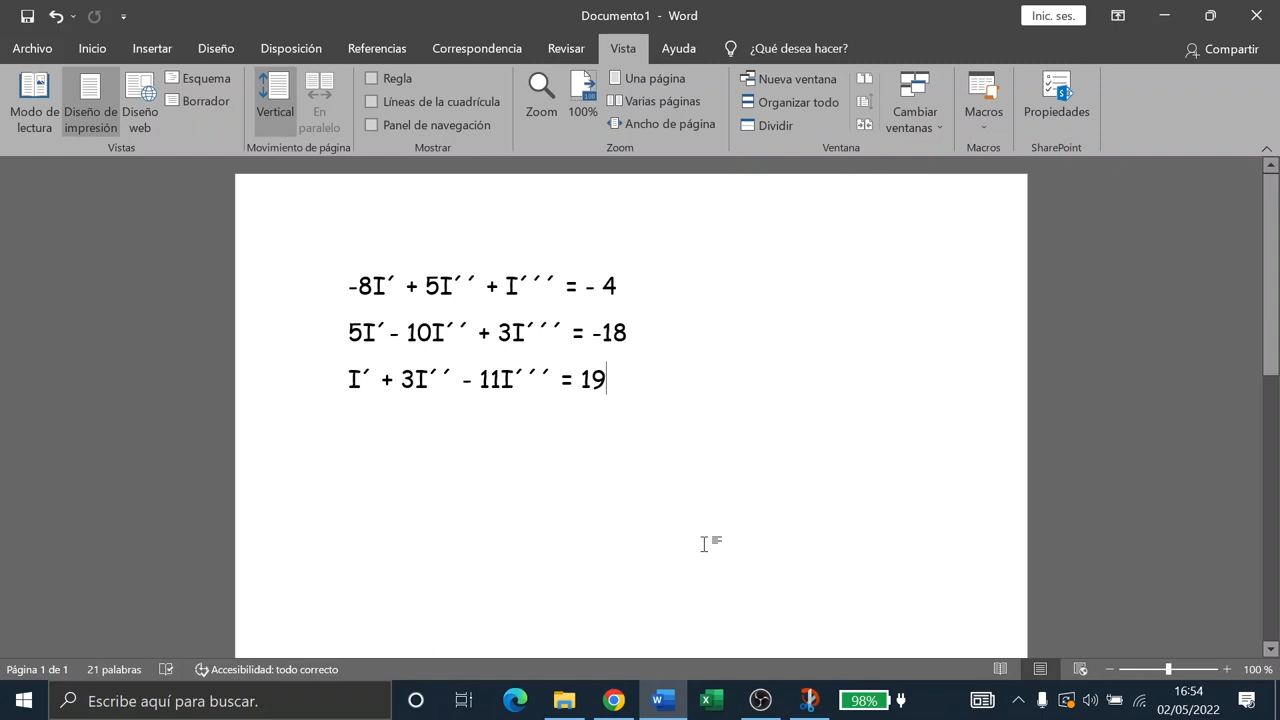 Documento1 - Word
Inic. ses.
Archivo Inicio Insertar Diseño Disposición Referencias Correspondencia Revisar Vista Ayuda ¿Qué desea hacer? Compartir
Modo de lectura
Diseño de impresión
Diseño web
Esquema
Borrador
Vistas
Vertical
En paralelo
Movimiento de página
Regla
Líneas de la cuadrícula
Panel de navegación
Mostrar
Zoom
100%
Una página
Varias páginas
Ancho de página
Zoom
Nueva ventana
Organizar todo
Dividir
Cambiar ventanas
Ventana
Macros
Macros
Propiedades
SharePoint
-8I´ + 5I´´ + I´´´ = - 4
5I´- 10I´´ + 3I´´´ = -18
I´ + 3I´´ - 11I´´´ = 19
Página 1 de 1 21 palabras Accesibilidad: todo correcto 100 %
Escribe aquí para buscar.
98%
16:54
02/05/2022